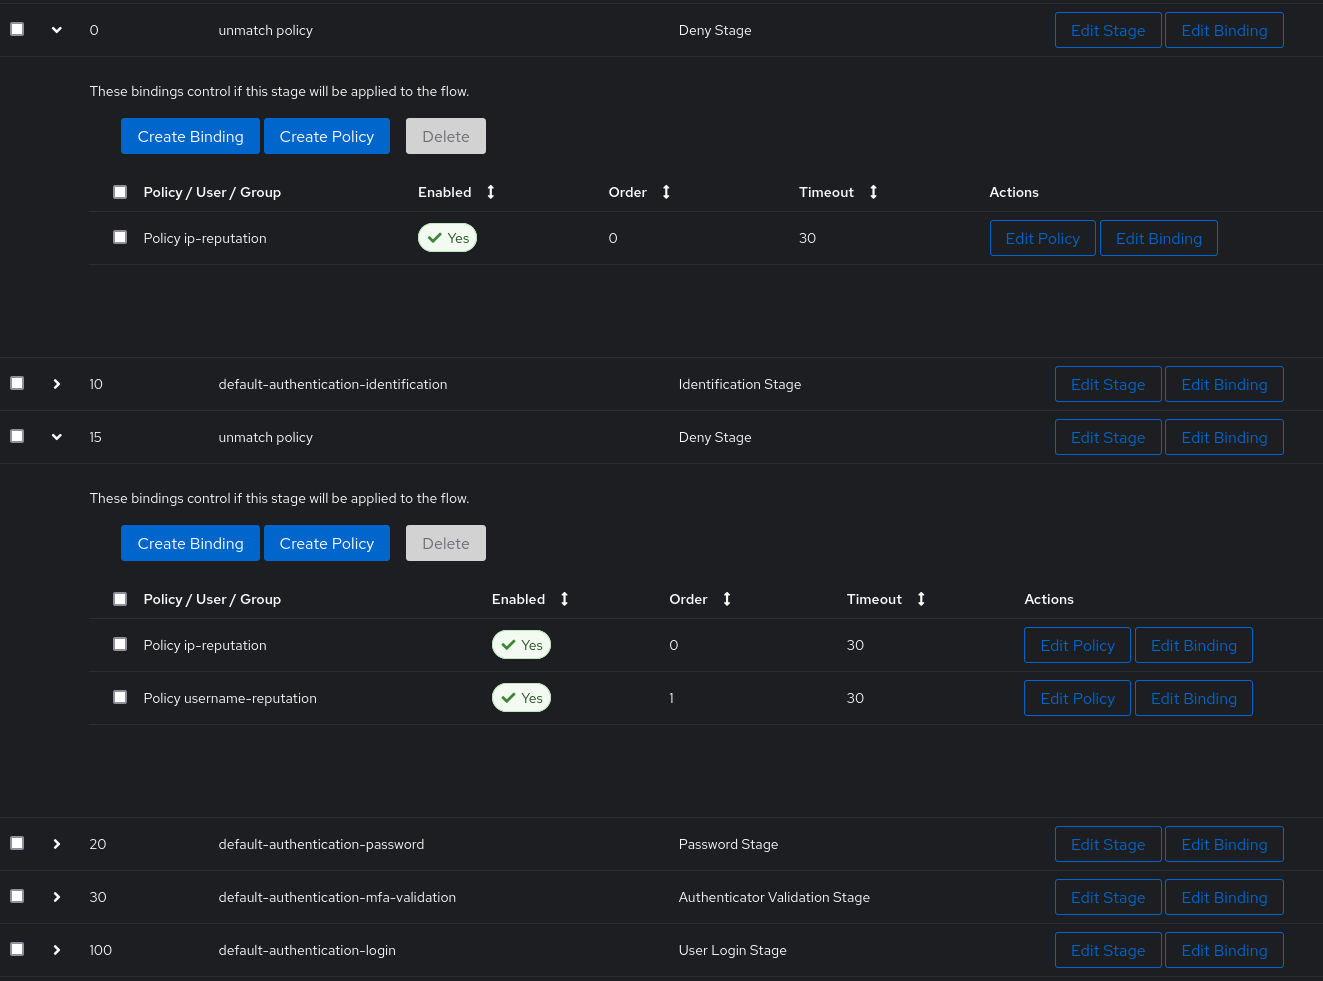 0 unmatch policy Deny Stage Edit Stage Edit Binding
These bindings control if this stage will be applied to the flow.
Create Binding Create Policy Delete
Policy / User / Group Enabled Order Timeout Actions
Policy ip-reputation Yes 0 30 Edit Policy Edit Binding
10 default-authentication-identification Identification Stage Edit Stage Edit Binding
15 unmatch policy Deny Stage Edit Stage Edit Binding
These bindings control if this stage will be applied to the flow.
Create Binding Create Policy Delete
Policy / User / Group Enabled Order Timeout Actions
Policy ip-reputation Yes 0 30 Edit Policy Edit Binding
Policy username-reputation Yes 1 30 Edit Policy Edit Binding
20 default-authentication-password Password Stage Edit Stage Edit Binding
30 default-authentication-mfa-validation Authenticator Validation Stage Edit Stage Edit Binding
100 default-authentication-login User Login Stage Edit Stage Edit Binding